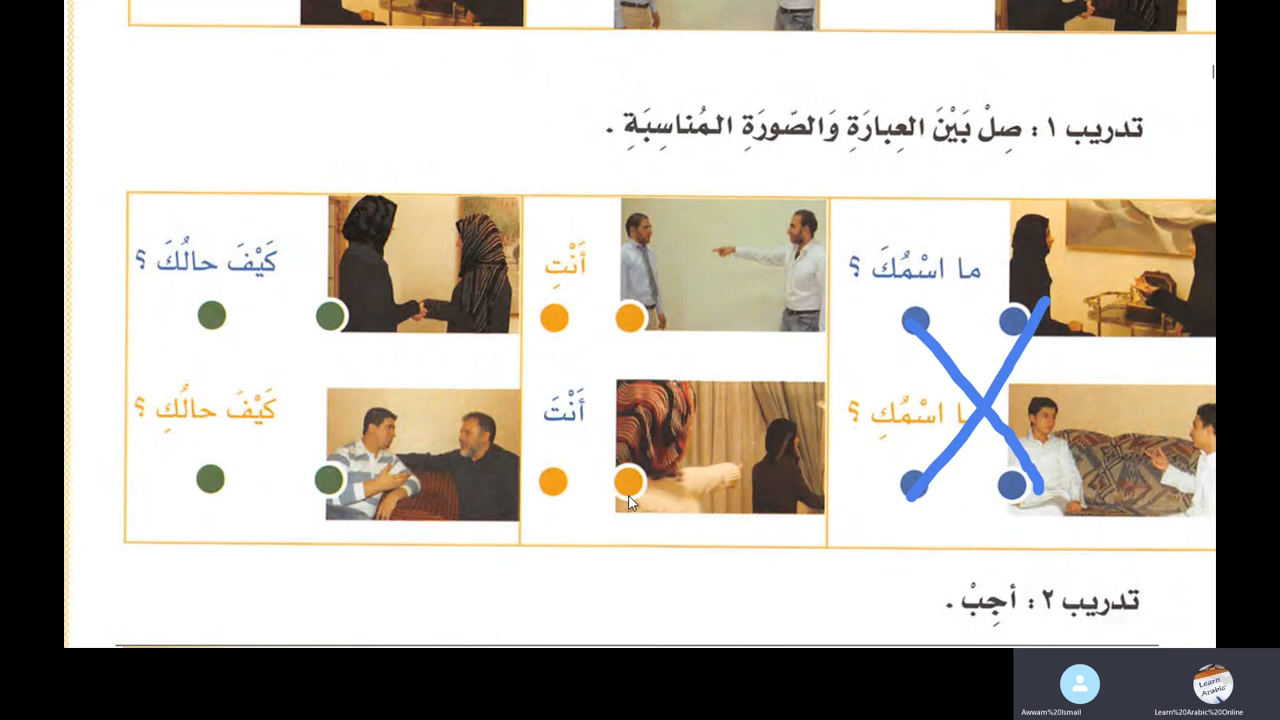 تدريب ١ : صِلْ بَيْنَ العِبارَةِ وَالصّورَةِ المُناسِبَةِ .
ما اسْمُكَ ؟
أَنْتِ
كَيْفَ حالُكَ ؟
ا اسْمُكِ ؟
أَنْتَ
كَيْفَ حالُكِ ؟
تدريب ٢ : أجِبْ .
Learn Arabic
Awwam%20Ismail
Learn%20Arabic%20Online